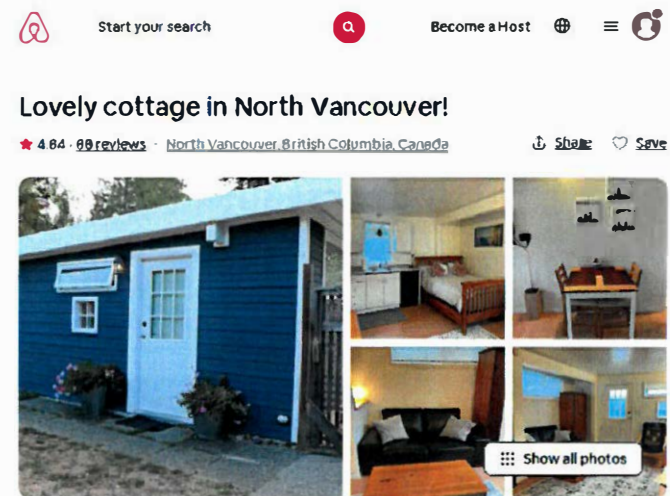 Start your search
Become a Host
Lovely cottage in North Vancouver!
4.84 · 68 reviews · North Vancouver, British Columbia, Canada
Share
Save
Show all photos